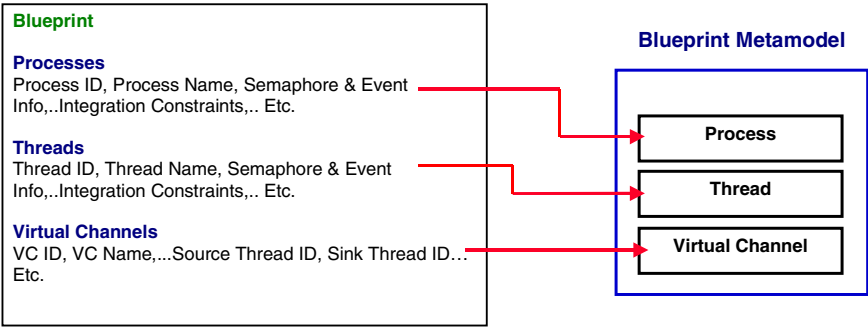 Blueprint
Processes
Process ID, Process Name, Semaphore & Event
Info,..Integration Constraints,.. Etc.
Threads
Thread ID, Thread Name, Semaphore & Event
Info,..Integration Constraints,.. Etc.
Virtual Channels
VC ID, VC Name,...Source Thread ID, Sink Thread ID…
Etc.
Blueprint Metamodel
Process
Thread
Virtual Channel